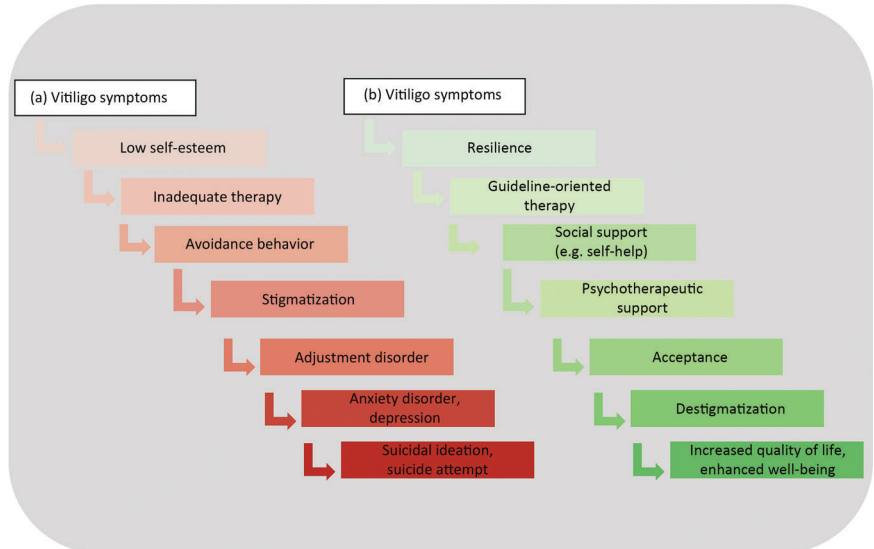 (a) Vitiligo symptoms
Low self-esteem
Inadequate therapy
Avoidance behavior
Stigmatization
Adjustment disorder
Anxiety disorder,
depression
Suicidal ideation,
suicide attempt
(b) Vitiligo symptoms
Resilience
Guideline-oriented
therapy
Social support
(e.g. self-help)
Psychotherapeutic
support
Acceptance
Destigmatization
Increased quality of life,
enhanced well-being